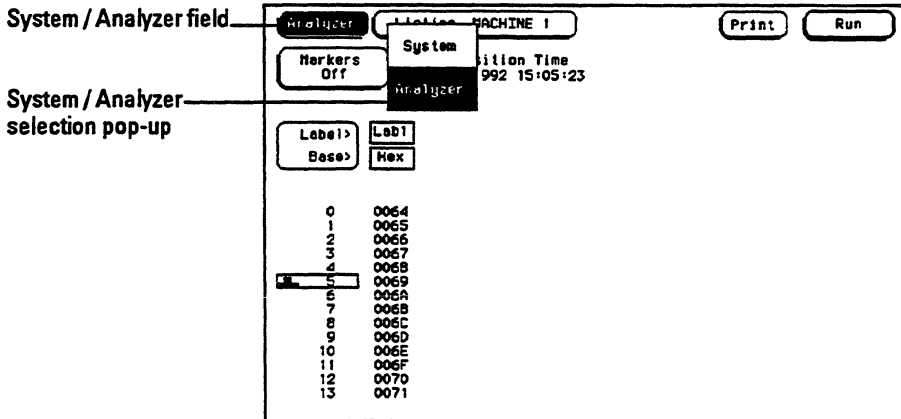 System / Analyzer field
Analyzer
MACHINE 1
Print
Run
System
Analyzer
Markers
Off
992 15:05:23
Time
System / Analyzer
selection pop-up
Label>
Lab1
Base>
Hex
0 0064
1 0065
2 0066
3 0067
4 0068
5 0069
6 006A
7 006B
8 006C
9 006D
10 006E
11 006F
12 0070
13 0071